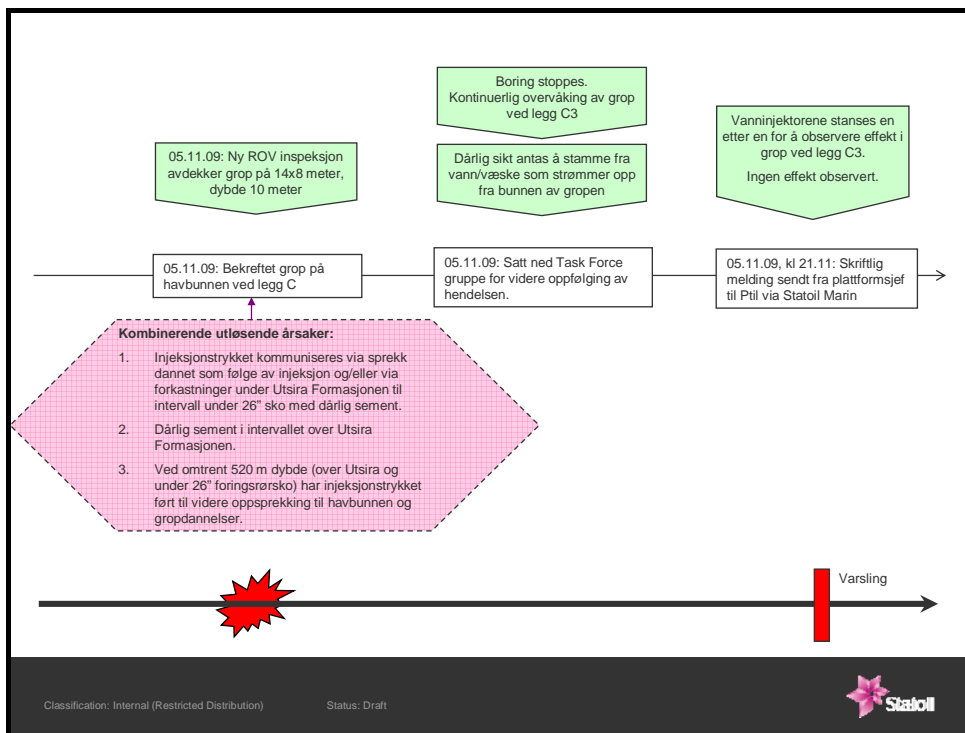 Boring stoppes.
Kontinuerlig overvåking av grop
ved legg C3
Vanninjektorene stanses en
etter en for å observere effekt i
grop ved legg C3.
Ingen effekt observert.
05.11.09: Ny ROV inspeksjon
avdekker grop på 14x8 meter,
dybde 10 meter
Dårlig sikt antas å stamme fra
vann/væske som strømmer opp
fra bunnen av gropen
05.11.09: Bekreftet grop på
havbunnen ved legg C
05.11.09: Satt ned Task Force
gruppe for videre oppfølging av
hendelsen.
05.11.09, kl 21.11: Skriftlig
melding sendt fra plattformsjef
til Ptil via Statoil Marin
Kombinerende utløsende årsaker:
1. Injeksjonstrykket kommuniseres via sprekk
dannet som følge av injeksjon og/eller via
forkastninger under Utsira Formasjonen til
intervall under 26” sko med dårlig sement.
2. Dårlig sement i intervallet over Utsira
Formasjonen.
3. Ved omtrent 520 m dybde (over Utsira og
under 26” foringsrørsko) har injeksjonstrykket
ført til videre oppsprekking til havbunnen og
gropdannelser.
Varsling
Classification: Internal (Restricted Distribution) Status: Draft
Statoil